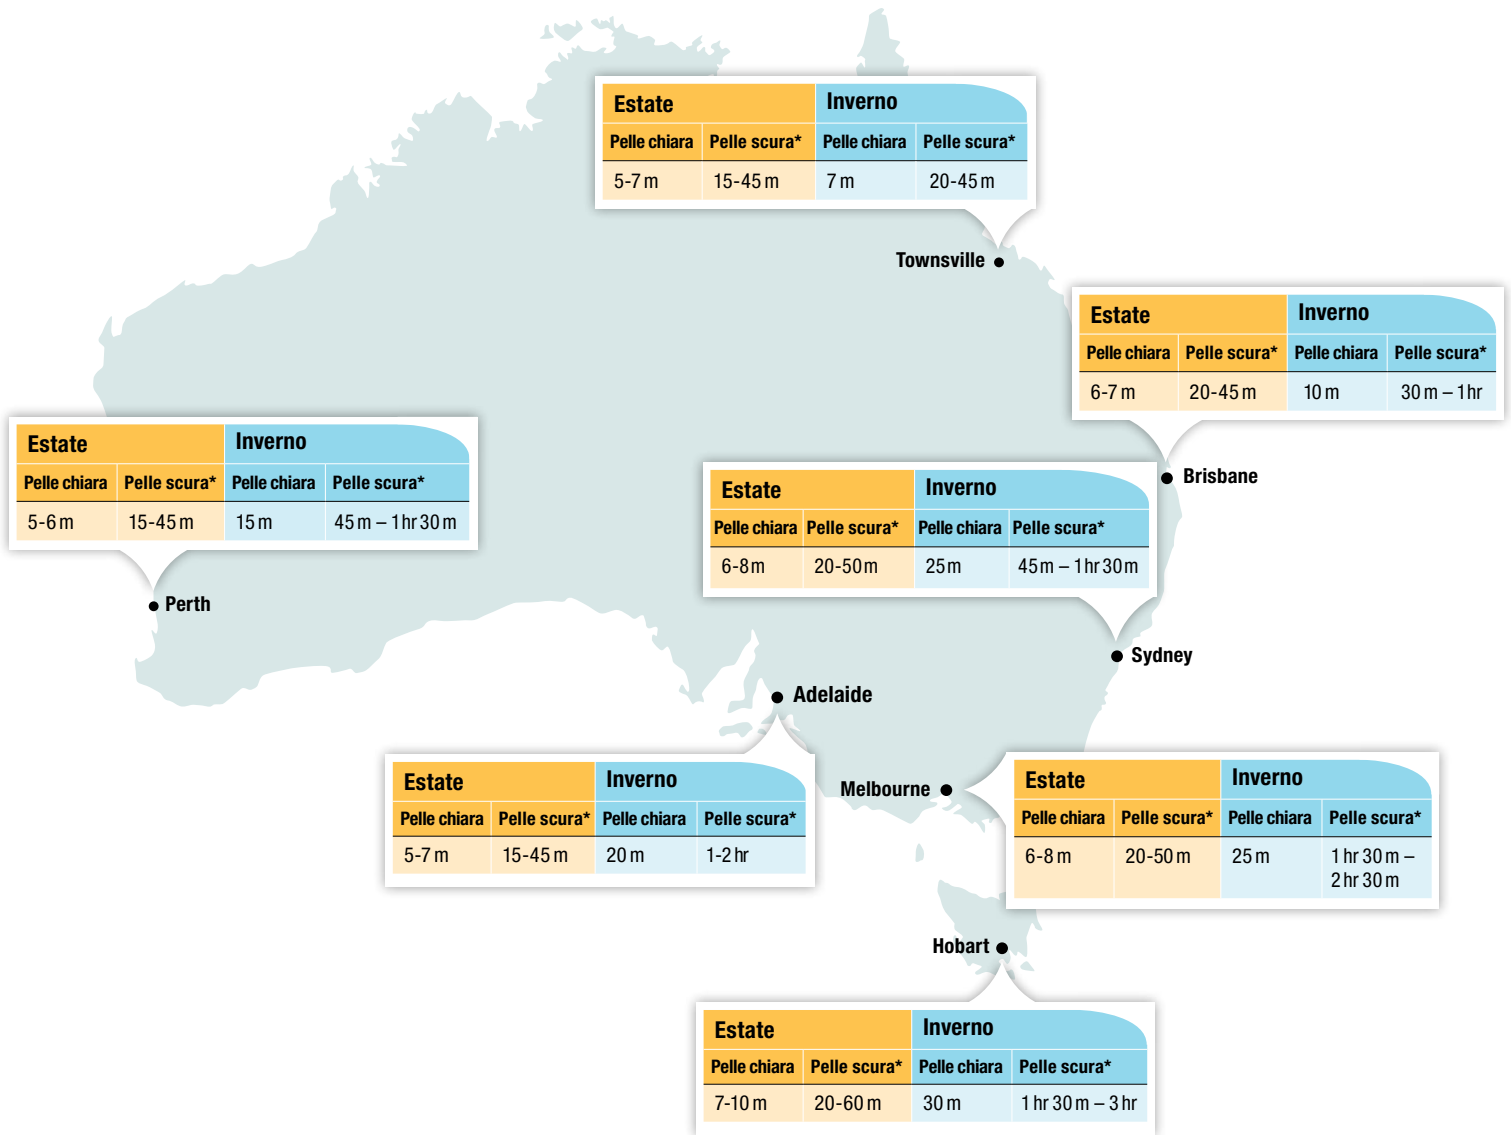 Estate Inverno
Pelle chiara Pelle scura* Pelle chiara Pelle scura*
5-7 m 15-45 m 7 m 20-45 m
Townsville
Estate Inverno
Pelle chiara Pelle scura* Pelle chiara Pelle scura*
6-7 m 20-45 m 10 m 30 m – 1 hr
Brisbane
Estate Inverno
Pelle chiara Pelle scura* Pelle chiara Pelle scura*
5-6 m 15-45 m 15 m 45 m – 1 hr 30 m
Perth
Estate Inverno
Pelle chiara Pelle scura* Pelle chiara Pelle scura*
6-8 m 20-50 m 25 m 45 m – 1 hr 30 m
Sydney
Adelaide
Estate Inverno
Pelle chiara Pelle scura* Pelle chiara Pelle scura*
5-7 m 15-45 m 20 m 1-2 hr
Melbourne
Estate Inverno
Pelle chiara Pelle scura* Pelle chiara Pelle scura*
6-8 m 20-50 m 25 m 1 hr 30 m –
2 hr 30 m
Hobart
Estate Inverno
Pelle chiara Pelle scura* Pelle chiara Pelle scura*
7-10 m 20-60 m 30 m 1 hr 30 m – 3 hr